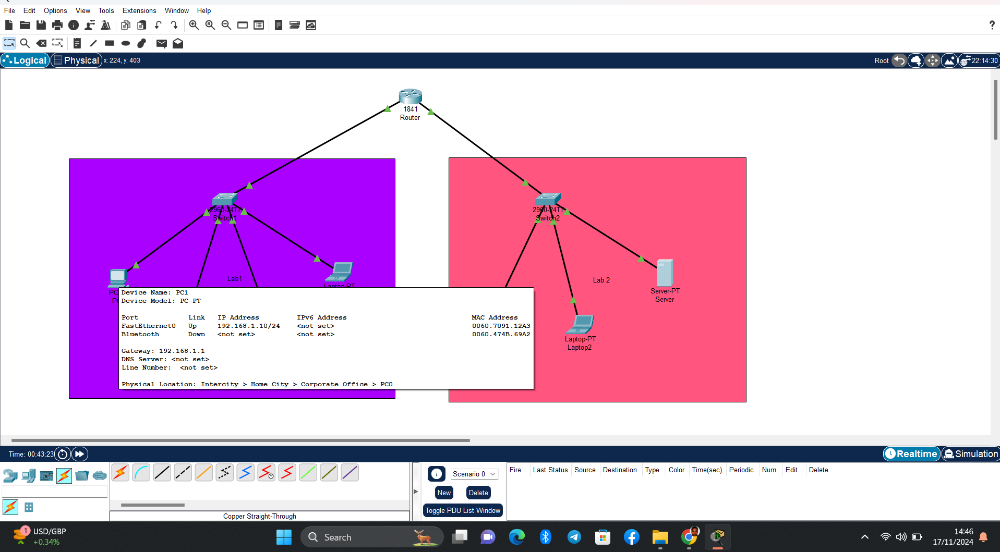 File Edit Options View Tools Extensions Window Help
?
Logical Physical x: 224, y: 403 Root 22:14:30
1841
Router
2960-24TT
Switch1
2960-24TT
Switch2
Lab1
Laptop-PT
Lab 2
Server-PT
Server
Laptop-PT
Laptop2
Device Name: PC1
Device Model: PC-PT
Port Link IP Address IPv6 Address MAC Address
FastEthernet0 Up 192.168.1.10/24 <not set> 0060.7091.12A3
Bluetooth Down <not set> <not set> 0060.474B.69A2
Gateway: 192.168.1.1
DNS Server: <not set>
Line Number: <not set>
Physical Location: Intercity > Home City > Corporate Office > PC0
Time: 00:43:23 Realtime Simulation
Scenario 0
New Delete
Toggle PDU List Window
Fire Last Status Source Destination Type Color Time(sec) Periodic Num Edit Delete
Copper Straight-Through
1 USD/GBP
+0.34%
Search
14:46
17/11/2024